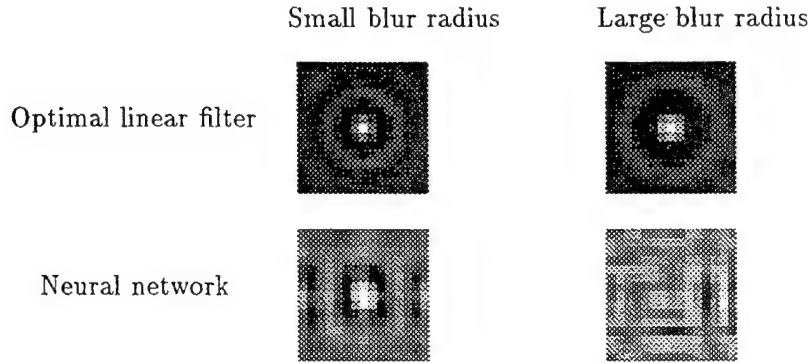 Small blur radius Large blur radius
Optimal linear filter
Neural network